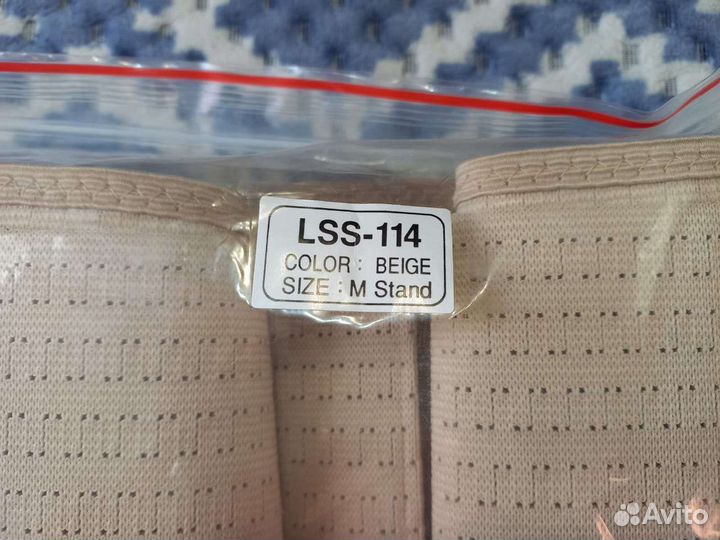 LSS-114
COLOR : BEIGE
SIZE : M Stand
Avito